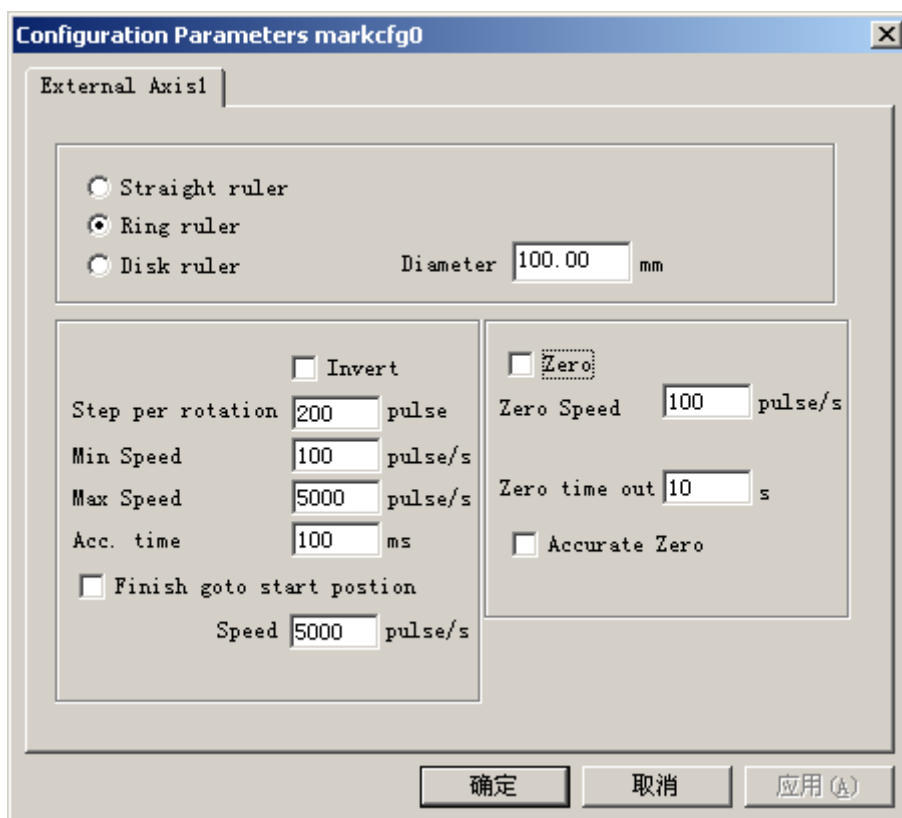 Configuration Parameters markcfg0
External Axis1
Straight ruler
Ring ruler
Disk ruler
Diameter 100.00 mm
Invert
Step per rotation 200 pulse
Min Speed 100 pulse/s
Max Speed 5000 pulse/s
Acc. time 100 ms
Finish goto start postion
Speed 5000 pulse/s
Zero
Zero Speed 100 pulse/s
Zero time out 10 s
Accurate Zero
确定 取消 应用(A)